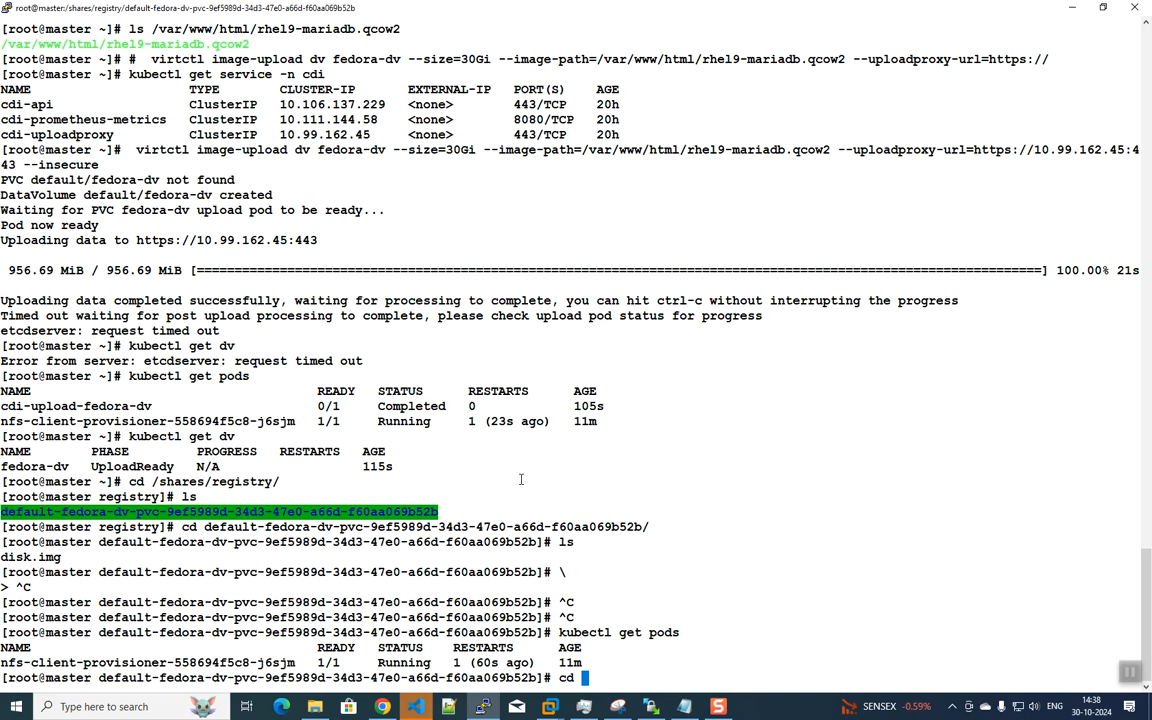 root@master:/shares/registry/default-fedora-dv-pvc-9ef5989d-34d3-47e0-a66d-f60aa069b52b
[root@master ~]# ls /var/www/html/rhel9-mariadb.qcow2
/var/www/html/rhel9-mariadb.qcow2
[root@master ~]# #  virtctl image-upload dv fedora-dv --size=30Gi --image-path=/var/www/html/rhel9-mariadb.qcow2 --uploadproxy-url=https://
[root@master ~]# kubectl get service -n cdi
NAME                     TYPE        CLUSTER-IP      EXTERNAL-IP   PORT(S)    AGE
cdi-api                  ClusterIP   10.106.137.229   <none>        443/TCP    20h
cdi-prometheus-metrics   ClusterIP   10.111.144.58    <none>        8080/TCP   20h
cdi-uploadproxy          ClusterIP   10.99.162.45     <none>        443/TCP    20h
[root@master ~]#  virtctl image-upload dv fedora-dv --size=30Gi --image-path=/var/www/html/rhel9-mariadb.qcow2 --uploadproxy-url=https://10.99.162.45:4
43 --insecure
PVC default/fedora-dv not found
DataVolume default/fedora-dv created
Waiting for PVC fedora-dv upload pod to be ready...
Pod now ready
Uploading data to https://10.99.162.45:443
956.69 MiB / 956.69 MiB [=============================================================================================================] 100.00% 21s
Uploading data completed successfully, waiting for processing to complete, you can hit ctrl-c without interrupting the progress
Timed out waiting for post upload processing to complete, please check upload pod status for progress
etcdserver: request timed out
[root@master ~]# kubectl get dv
Error from server: etcdserver: request timed out
[root@master ~]# kubectl get pods
NAME                                      READY   STATUS      RESTARTS      AGE
cdi-upload-fedora-dv                      0/1     Completed   0             105s
nfs-client-provisioner-558694f5c8-j6sjm   1/1     Running     1 (23s ago)   11m
[root@master ~]# kubectl get dv
NAME        PHASE         PROGRESS   RESTARTS   AGE
fedora-dv   UploadReady   N/A                   115s
[root@master ~]# cd /shares/registry/
[root@master registry]# ls
default-fedora-dv-pvc-9ef5989d-34d3-47e0-a66d-f60aa069b52b
[root@master registry]# cd default-fedora-dv-pvc-9ef5989d-34d3-47e0-a66d-f60aa069b52b/
[root@master default-fedora-dv-pvc-9ef5989d-34d3-47e0-a66d-f60aa069b52b]# ls
disk.img
[root@master default-fedora-dv-pvc-9ef5989d-34d3-47e0-a66d-f60aa069b52b]# \
> ^C
[root@master default-fedora-dv-pvc-9ef5989d-34d3-47e0-a66d-f60aa069b52b]# ^C
[root@master default-fedora-dv-pvc-9ef5989d-34d3-47e0-a66d-f60aa069b52b]# ^C
[root@master default-fedora-dv-pvc-9ef5989d-34d3-47e0-a66d-f60aa069b52b]# kubectl get pods
NAME                                      READY   STATUS    RESTARTS      AGE
nfs-client-provisioner-558694f5c8-j6sjm   1/1     Running   1 (60s ago)   11m
[root@master default-fedora-dv-pvc-9ef5989d-34d3-47e0-a66d-f60aa069b52b]# cd
Type here to search
SENSEX -0.59%
ENG
14:38
30-10-2024